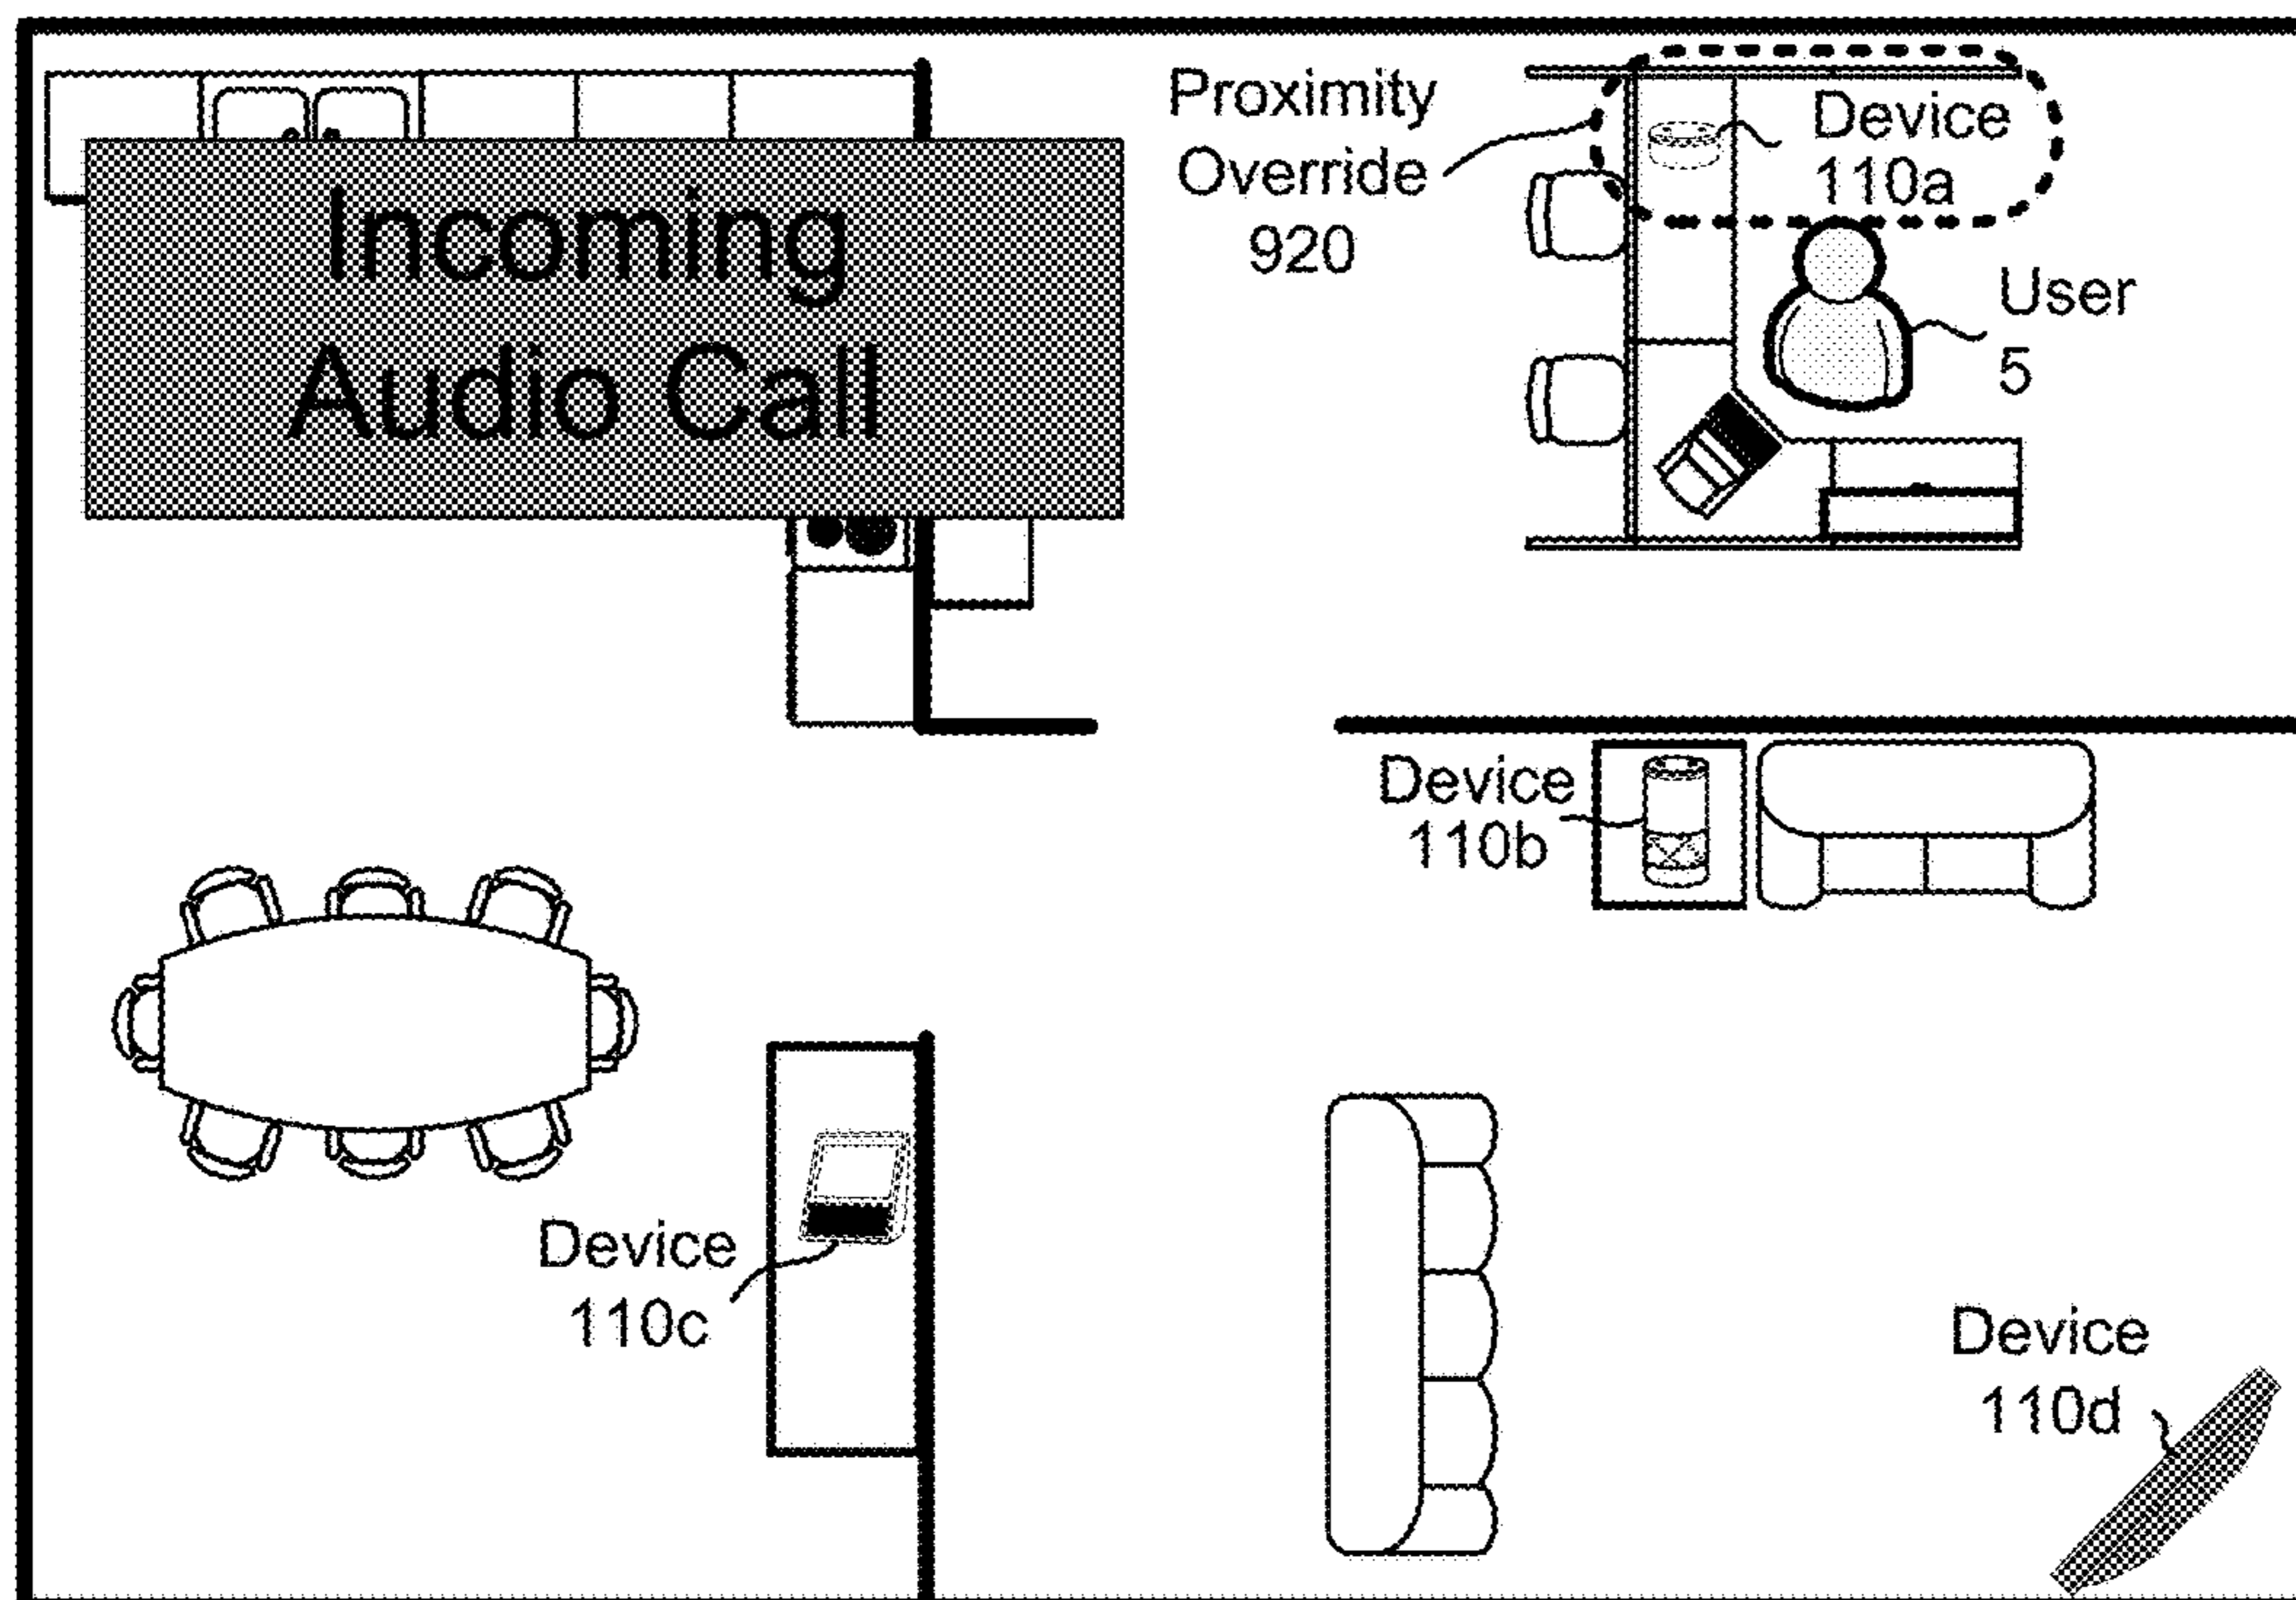 Incoming
Audio Call
Proximity
Override
920
Device
110a
User
5
Device
110b
Device
110c
Device
110d